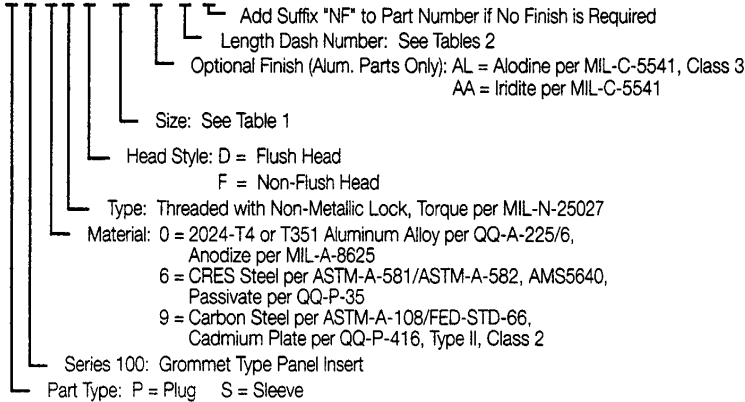 Add Suffix "NF" to Part Number if No Finish is Required
Length Dash Number: See Tables 2
Optional Finish (Alum. Parts Only): AL = Alodine per MIL-C-5541, Class 3
AA = Iridite per MIL-C-5541
Size: See Table 1
Head Style: D = Flush Head
F = Non-Flush Head
Type: Threaded with Non-Metallic Lock, Torque per MIL-N-25027
Material: 0 = 2024-T4 or T351 Aluminum Alloy per QQ-A-225/6,
Anodize per MIL-A-8625
6 = CRES Steel per ASTM-A-581/ASTM-A-582, AMS5640,
Passivate per QQ-P-35
9 = Carbon Steel per ASTM-A-108/FED-STD-66,
Cadmium Plate per QQ-P-416, Type II, Class 2
Series 100: Grommet Type Panel Insert
Part Type: P = Plug S = Sleeve